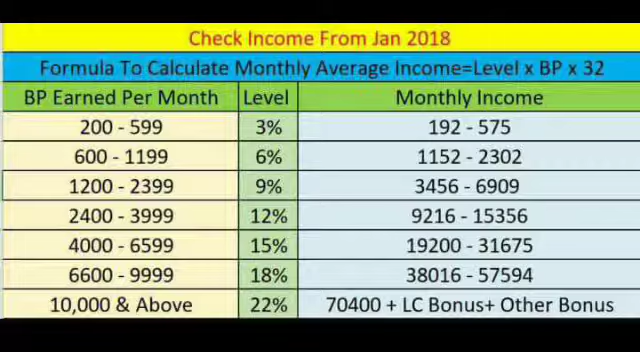 Check Income From Jan 2018
Formula To Calculate Monthly Average Income=Level x BP x 32
BP Earned Per Month Level Monthly Income
200 - 599 3% 192 - 575
600 - 1199 6% 1152 - 2302
1200 - 2399 9% 3456 - 6909
2400 - 3999 12% 9216 - 15356
4000 - 6599 15% 19200 - 31675
6600 - 9999 18% 38016 - 57594
10,000 & Above 22% 70400 + LC Bonus+ Other Bonus